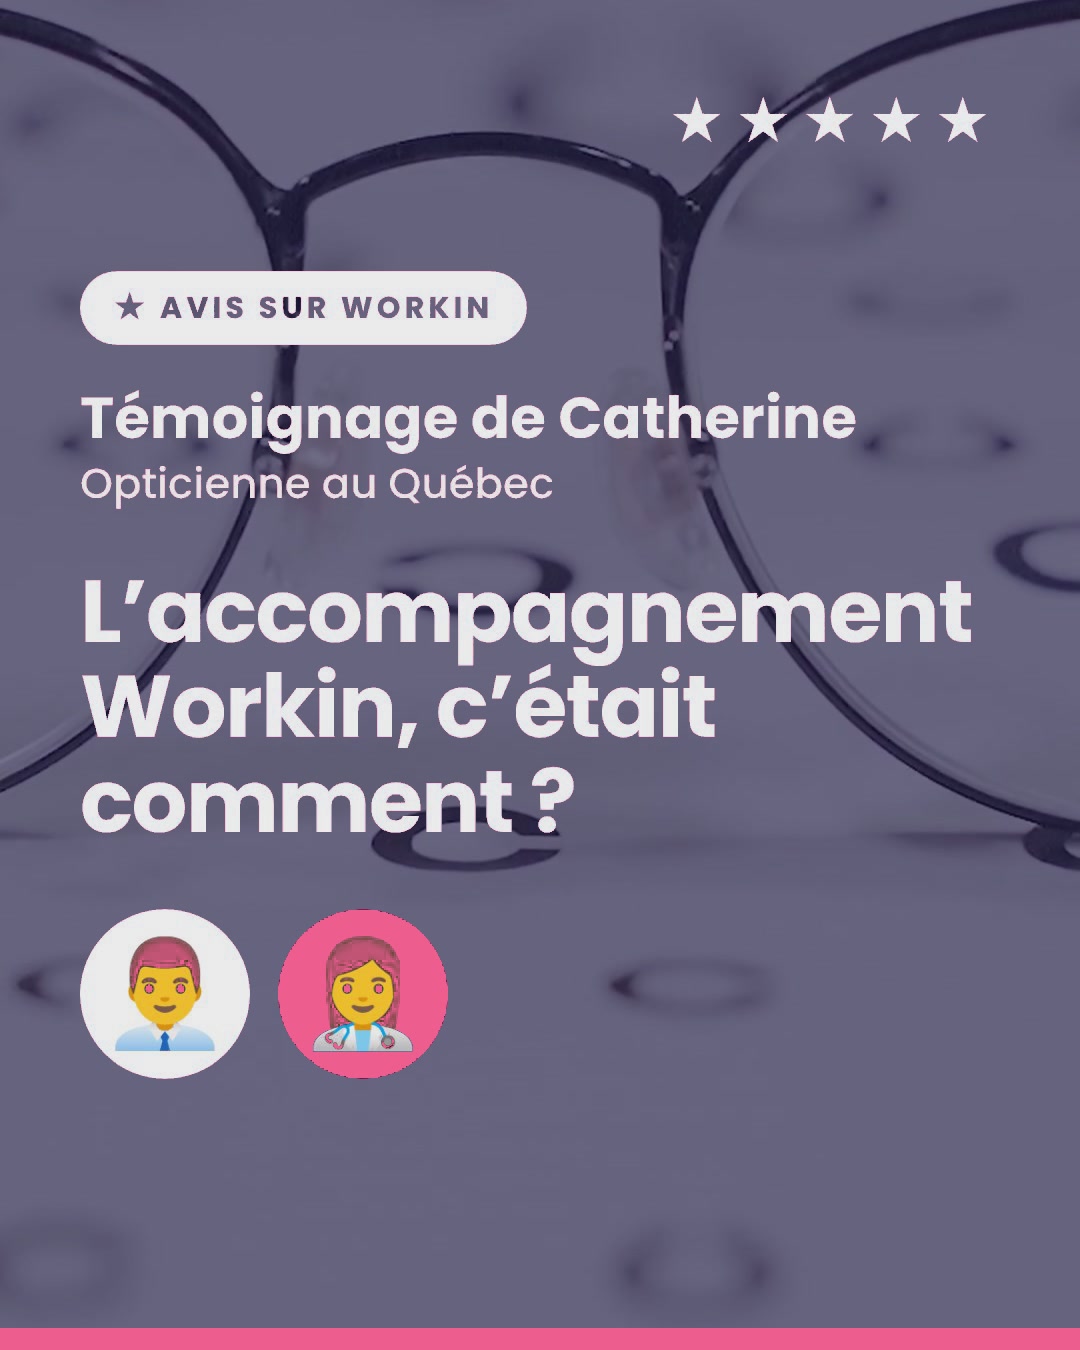 ★★★★★
★ AVIS SUR WORKIN
Témoignage de Catherine
Opticienne au Québec
L’accompagnement
Workin, c’était
comment ?